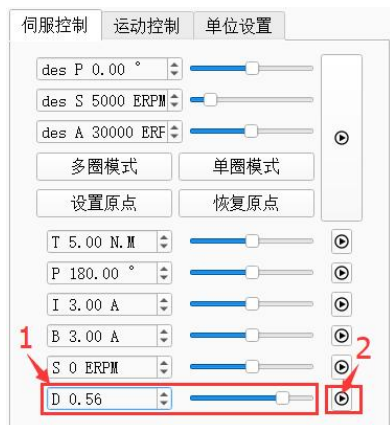 伺服控制 运动控制 单位设置
des P 0.00 °
des S 5000 ERPM
des A 30000 ERF
多圈模式 单圈模式
设置原点 恢复原点
T 5.00 N.M
P 180.00 °
I 3.00 A
B 3.00 A
1 2
S 0 ERPM
D 0.56